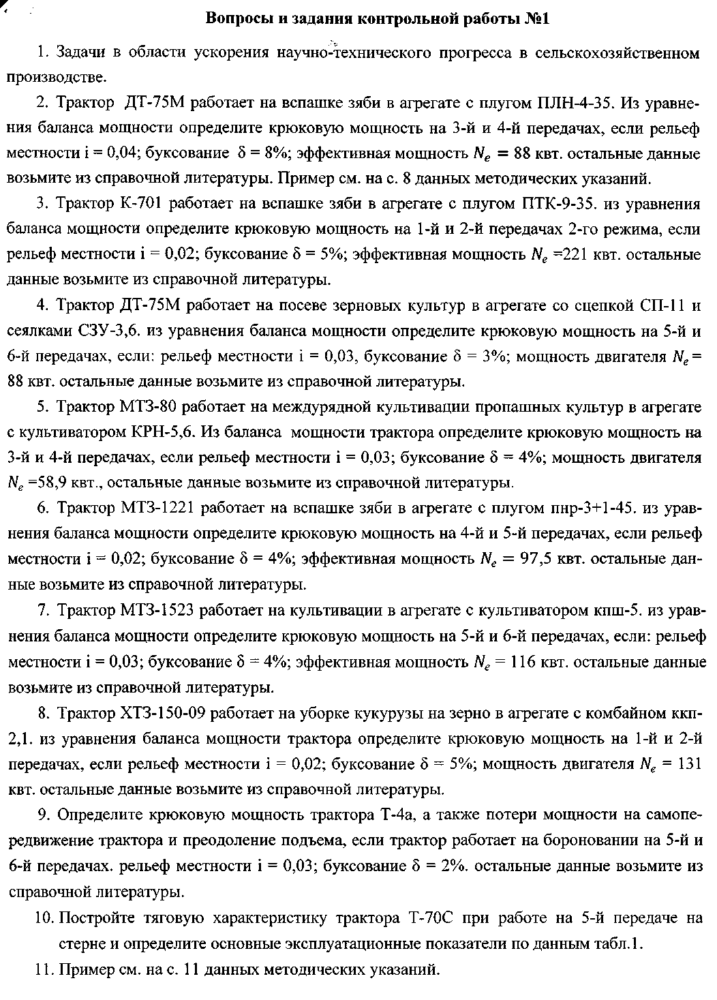 Вопросы и задания контрольной работы №1
1. Задачи в области ускорения научно-технического прогресса в сельскохозяйственном
производстве.
2. Трактор ДТ-75М работает на вспашке зяби в агрегате с плугом ПЛН-4-35. Из уравне-
ния баланса мощности определите крюковую мощность на 3-й и 4-й передачах, если рельеф
местности i = 0,04; буксование δ = 8%; эффективная мощность Nₑ = 88 квт. остальные данные
возьмите из справочной литературы. Пример см. на с. 8 данных методических указаний.
3. Трактор К-701 работает на вспашке зяби в агрегате с плугом ПТК-9-35. из уравнения
баланса мощности определите крюковую мощность на 1-й и 2-й передачах 2-го режима, если
рельеф местности i = 0,02; буксование δ = 5%; эффективная мощность Nₑ =221 квт. остальные
данные возьмите из справочной литературы.
4. Трактор ДТ-75М работает на посеве зерновых культур в агрегате со сцепкой СП-11 и
сеялками СЗУ-3,6. из уравнения баланса мощности определите крюковую мощность на 5-й и
6-й передачах, если: рельеф местности i = 0,03, буксование δ = 3%; мощность двигателя Nₑ =
88 квт. остальные данные возьмите из справочной литературы.
5. Трактор МТЗ-80 работает на междурядной культивации пропашных культур в агрегате
с культиватором КРН-5,6. Из баланса мощности трактора определите крюковую мощность на
3-й и 4-й передачах, если рельеф местности i = 0,03; буксование δ = 4%; мощность двигателя
Nₑ =58,9 квт., остальные данные возьмите из справочной литературы.
6. Трактор МТЗ-1221 работает на вспашке зяби в агрегате с плугом пнр-3+1-45. из урав-
нения баланса мощности определите крюковую мощность на 4-й и 5-й передачах, если рельеф
местности i = 0,02; буксование δ = 4%; эффективная мощность Nₑ = 97,5 квт. остальные дан-
ные возьмите из справочной литературы.
7. Трактор МТЗ-1523 работает на культивации в агрегате с культиватором кпш-5. из урав-
нения баланса мощности определите крюковую мощность на 5-й и 6-й передачах, если: рельеф
местности i = 0,03; буксование δ = 4%; эффективная мощность Nₑ = 116 квт. остальные данные
возьмите из справочной литературы.
8. Трактор ХТЗ-150-09 работает на уборке кукурузы на зерно в агрегате с комбайном ккп-
2,1. из уравнения баланса мощности трактора определите крюковую мощность на 1-й и 2-й
передачах, если рельеф местности i = 0,02; буксование δ = 5%; мощность двигателя Nₑ = 131
квт. остальные данные возьмите из справочной литературы.
9. Определите крюковую мощность трактора Т-4а, а также потери мощности на самопе-
редвижение трактора и преодоление подъема, если трактор работает на бороновании на 5-й и
6-й передачах. рельеф местности i = 0,03; буксование δ = 2%. остальные данные возьмите из
справочной литературы.
10. Постройте тяговую характеристику трактора Т-70С при работе на 5-й передаче на
стерне и определите основные эксплуатационные показатели по данным табл.1.
11. Пример см. на с. 11 данных методических указаний.